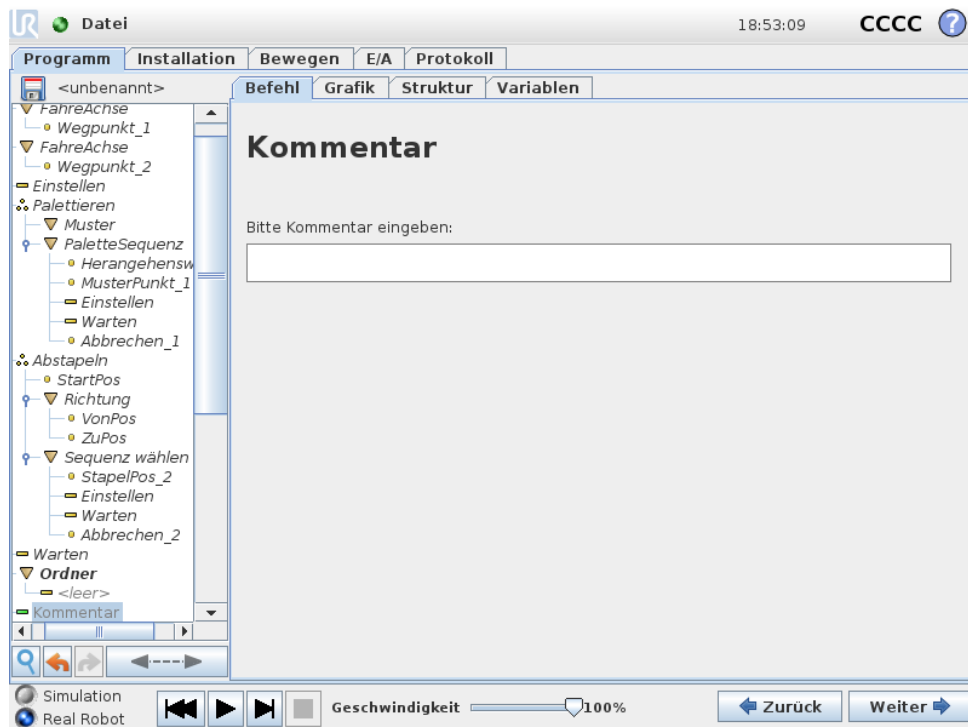 UR Datei 18:53:09 CCCC ?
Programm Installation Bewegen E/A Protokoll
<unbenannt> Befehl Grafik Struktur Variablen
FahreAchse
Wegpunkt_1
FahreAchse
Wegpunkt_2
Einstellen
Palettieren
Muster
PaletteSequenz
Herangehensw
MusterPunkt_1
Einstellen
Warten
Abbrechen_1
Abstapeln
StartPos
Richtung
VonPos
ZuPos
Sequenz wählen
StapelPos_2
Einstellen
Warten
Abbrechen_2
Warten
Ordner
<leer>
Kommentar
Kommentar
Bitte Kommentar eingeben:
Simulation
Real Robot
Geschwindigkeit 100%
Zurück Weiter